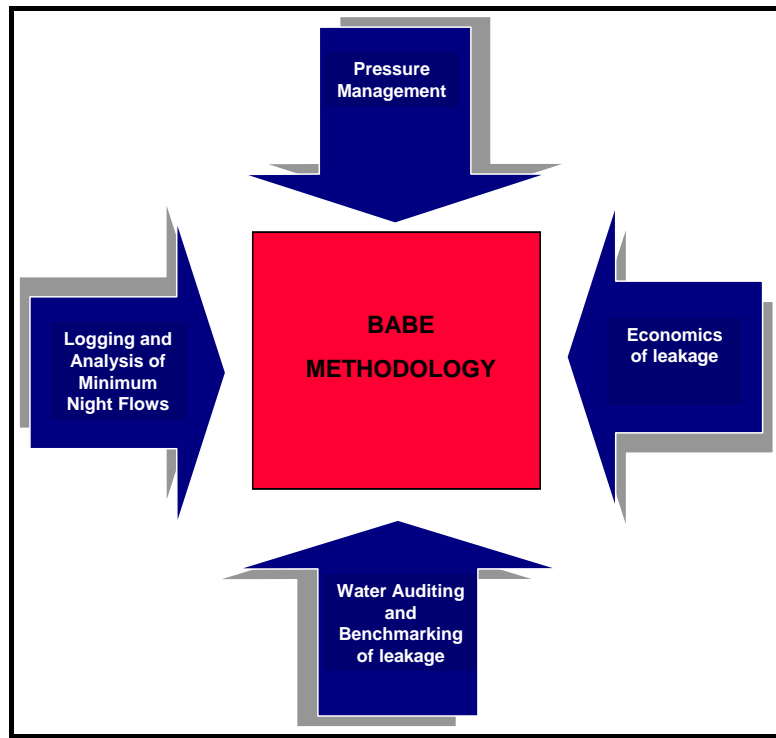 Pressure
Management
Logging and
Analysis of
Minimum
Night Flows
BABE
METHODOLOGY
Economics
of leakage
Water Auditing
and
Benchmarking
of leakage